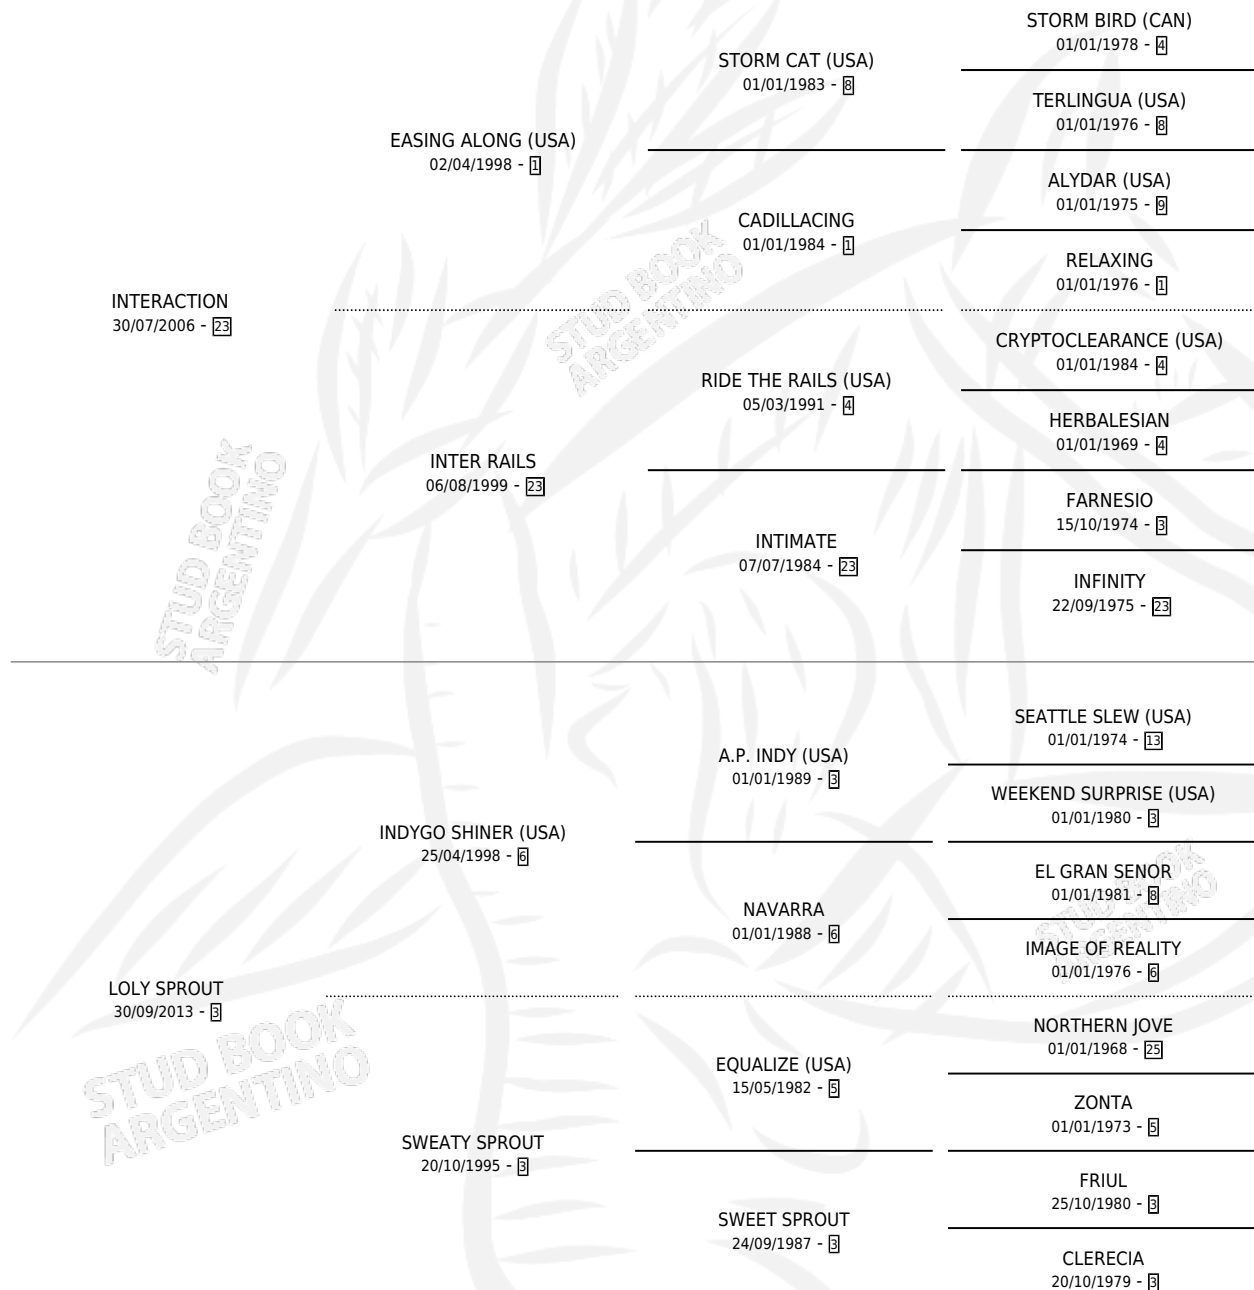 STORM BIRD (CAN)
01/01/1978 - 4
STORM CAT (USA)
01/01/1983 - 8
TERLINGUA (USA)
01/01/1976 - 8
EASING ALONG (USA)
02/04/1998 - 1
ALYDAR (USA)
01/01/1975 - 9
CADILLACING
01/01/1984 - 1
RELAXING
01/01/1976 - 1
INTERACTION
30/07/2006 - 23
CRYPTOCLEARANCE (USA)
01/01/1984 - 4
RIDE THE RAILS (USA)
05/03/1991 - 4
HERBALESIAN
01/01/1969 - 4
INTER RAILS
06/08/1999 - 23
FARNESIO
15/10/1974 - 3
INTIMATE
07/07/1984 - 23
INFINITY
22/09/1975 - 23
STUD BOOK
ARGENTINO
STUD BOOK
ARGENTINO
SEATTLE SLEW (USA)
01/01/1974 - 13
A.P. INDY (USA)
01/01/1989 - 3
WEEKEND SURPRISE (USA)
01/01/1980 - 3
INDYGO SHINER (USA)
25/04/1998 - 6
EL GRAN SENOR
01/01/1981 - 8
NAVARRA
01/01/1988 - 6
IMAGE OF REALITY
01/01/1976 - 6
STUD BOOK
ARGENTINO
LOLY SPROUT
30/09/2013 - 3
NORTHERN JOVE
01/01/1968 - 25
EQUALIZE (USA)
15/05/1982 - 5
ZONTA
01/01/1973 - 5
SWEATY SPROUT
20/10/1995 - 3
FRIUL
25/10/1980 - 3
SWEET SPROUT
24/09/1987 - 3
CLERECIA
20/10/1979 - 3
STUD BOOK
ARGENTINO